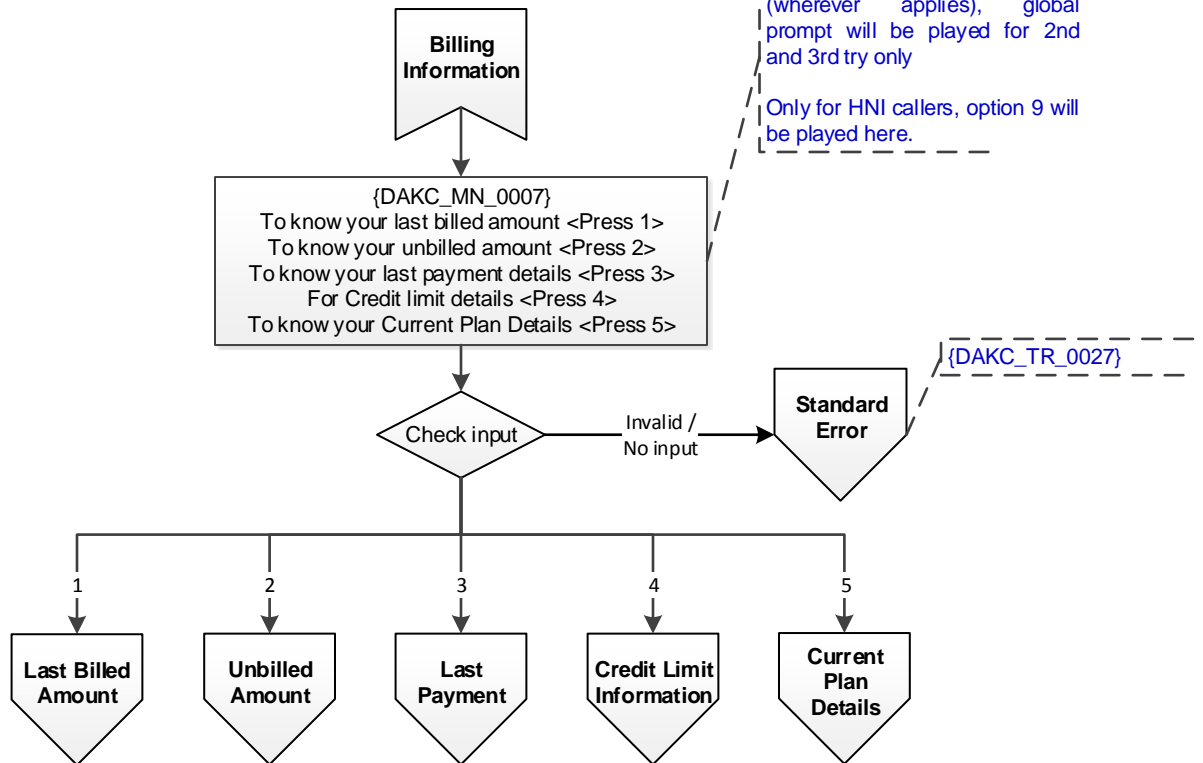 (wherever applies), global
prompt will be played for 2nd
and 3rd try only
Only for HNI callers, option 9 will
be played here.
Billing
Information
{DAKC_MN_0007}
To know your last billed amount <Press 1>
To know your unbilled amount <Press 2>
To know your last payment details <Press 3>
For Credit limit details <Press 4>
To know your Current Plan Details <Press 5>
{DAKC_TR_0027}
Check input
Invalid /
No input
Standard
Error
1
2
3
4
5
Last Billed
Amount
Unbilled
Amount
Last
Payment
Credit Limit
Information
Current
Plan
Details